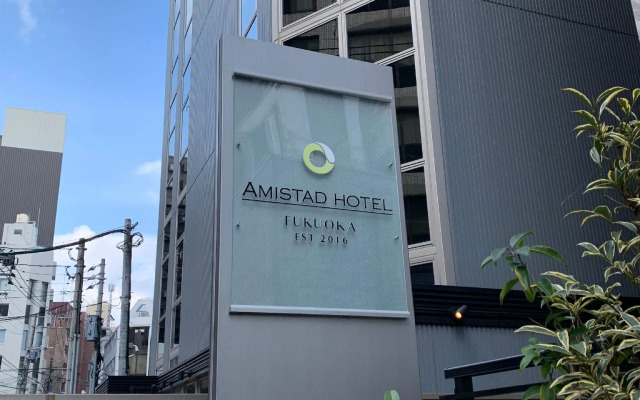 AMISTAD HOTEL
FUKUOKA
EST 2016